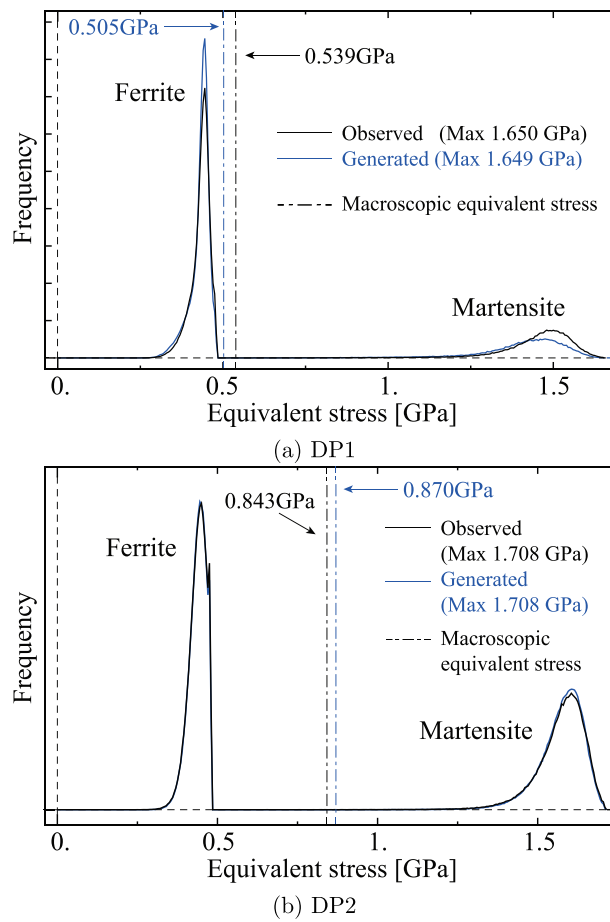 0.505GPa
0.539GPa
Ferrite
Observed (Max 1.650 GPa)
Generated (Max 1.649 GPa)
Macroscopic equivalent stress
Martensite
Frequency
0. 0.5 1. 1.5
Equivalent stress [GPa]
(a) DP1
0.870GPa
0.843GPa
Ferrite
Observed
(Max 1.708 GPa)
Generated
(Max 1.708 GPa)
Macroscopic
equivalent stress
Martensite
Frequency
0. 0.5 1. 1.5
Equivalent stress [GPa]
(b) DP2